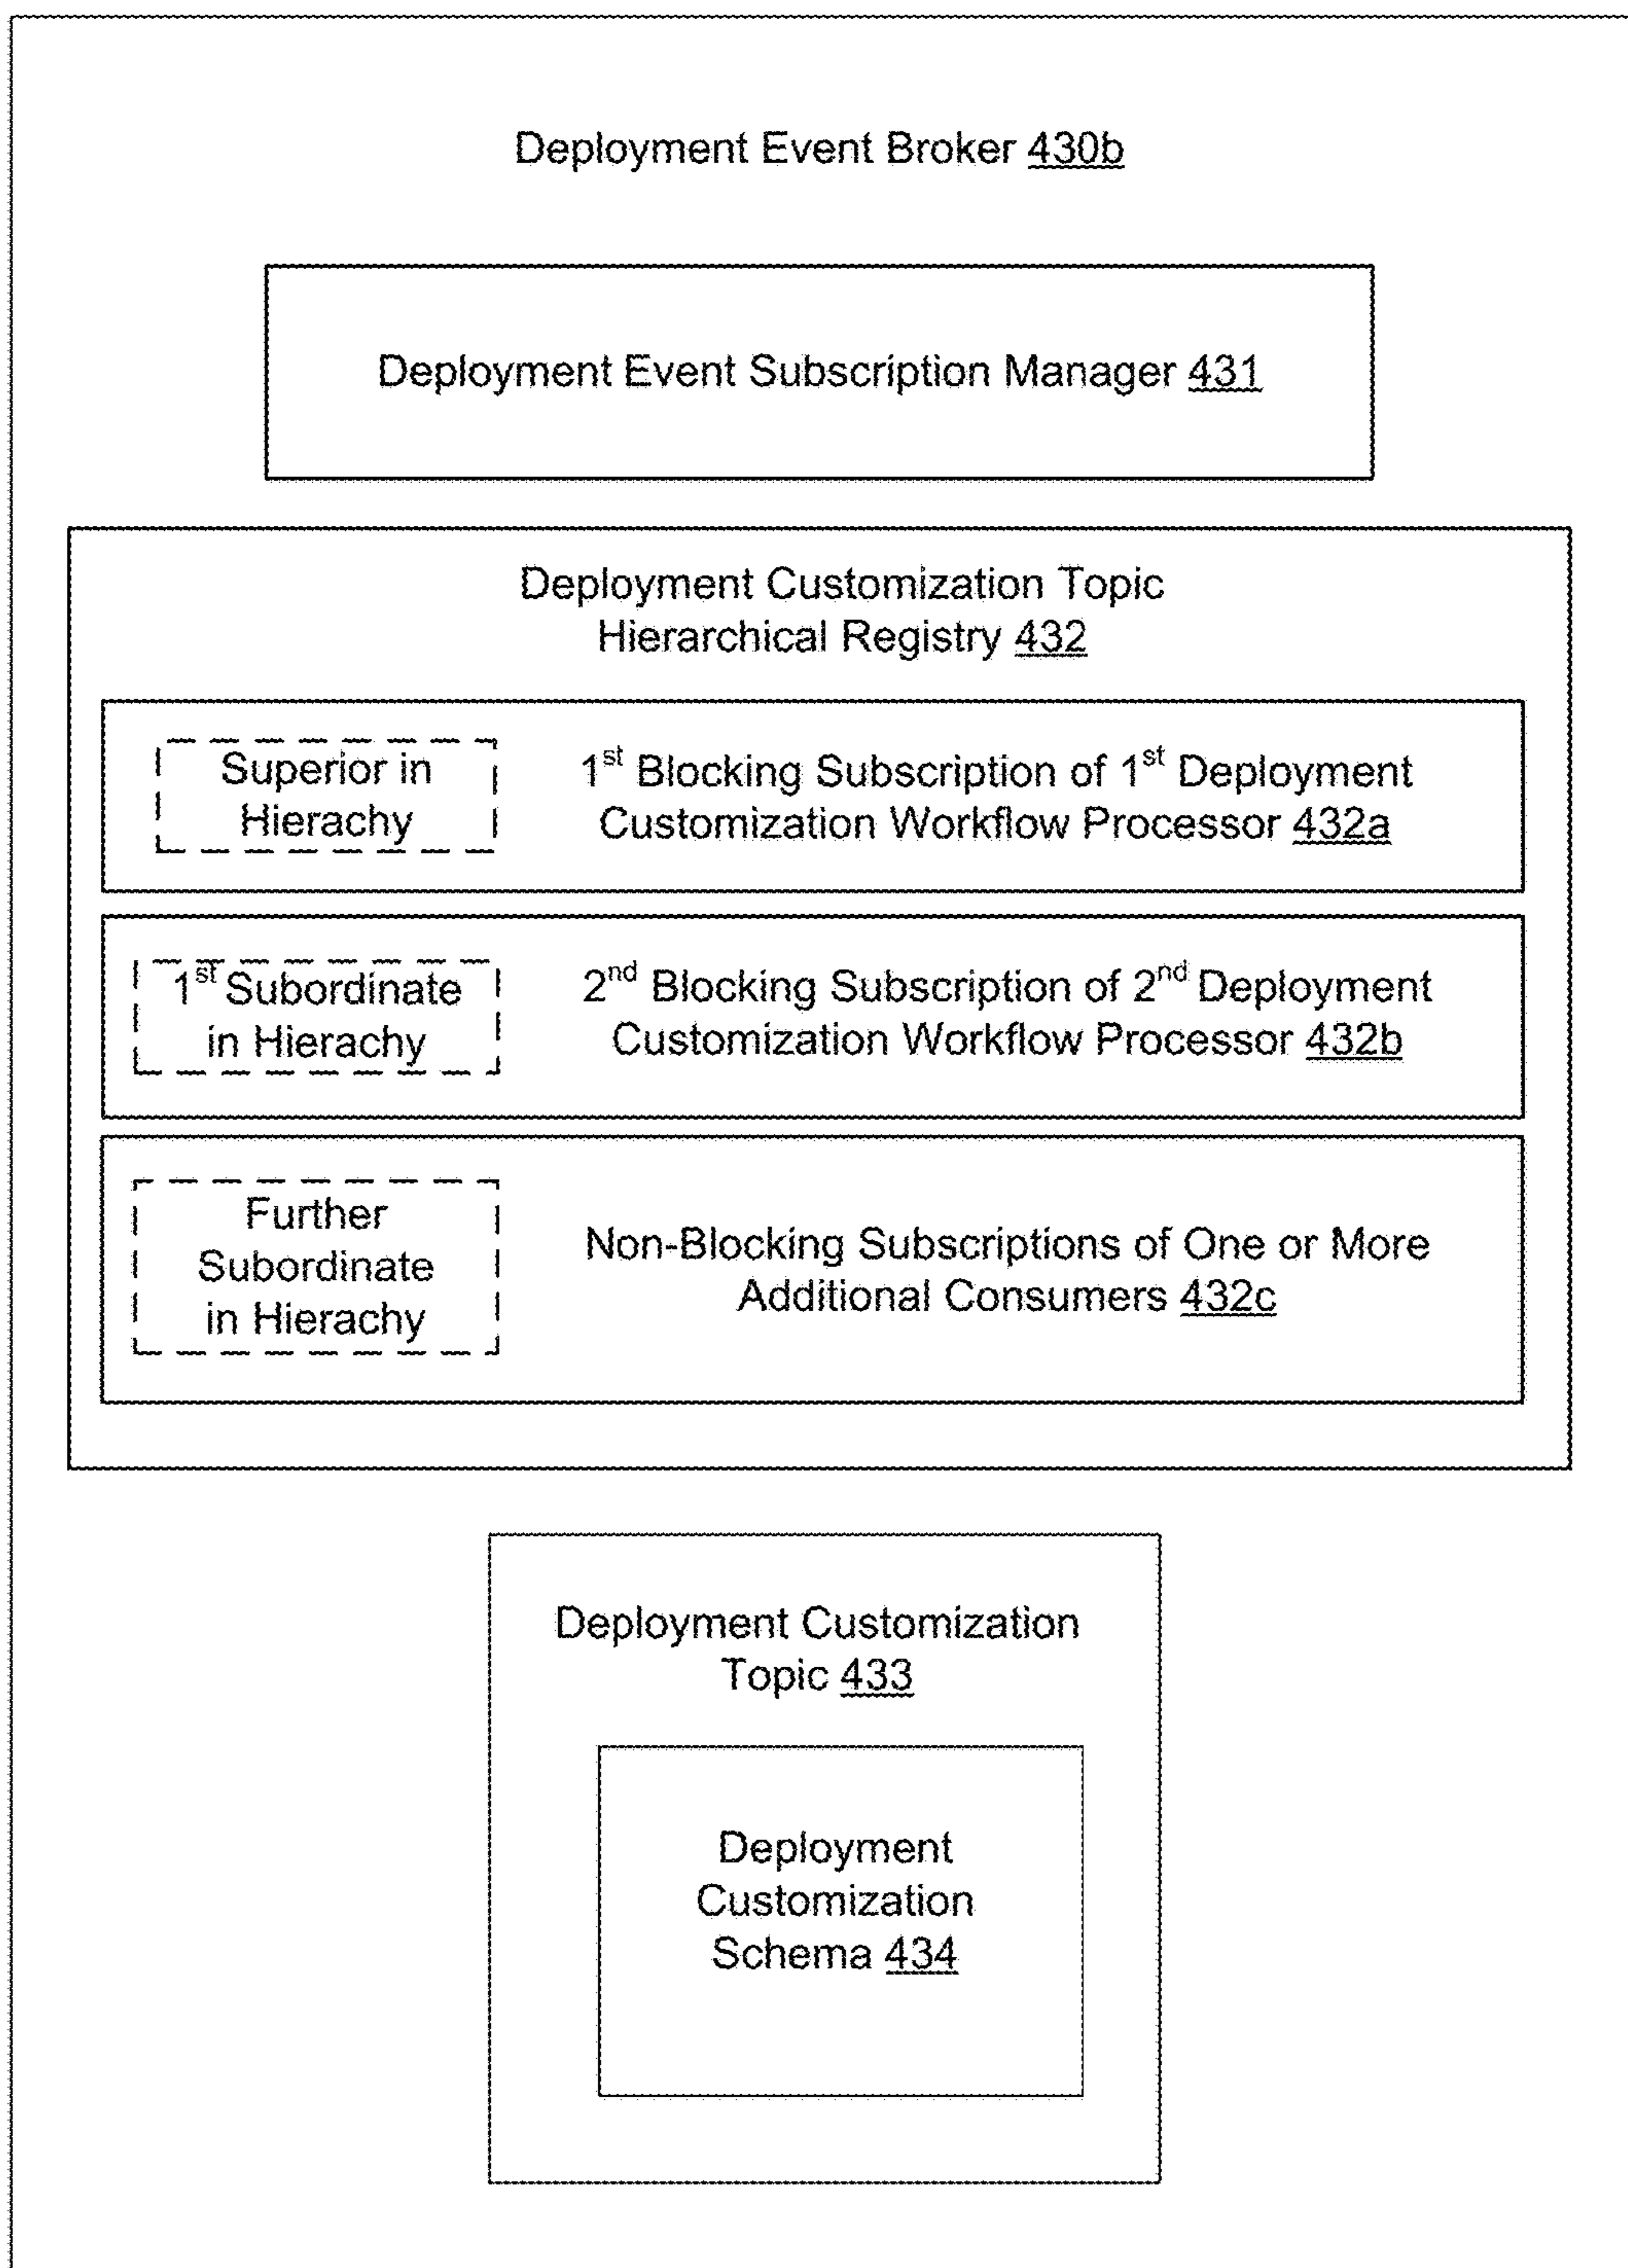 Deployment Event Broker 430b
Deployment Event Subscription Manager 431
Deployment Customization Topic
Hierarchical Registry 432
Superior in
Hierachy
1st Blocking Subscription of 1st Deployment
Customization Workflow Processor 432a
1st Subordinate
in Hierachy
2nd Blocking Subscription of 2nd Deployment
Customization Workflow Processor 432b
Further
Subordinate
in Hierachy
Non-Blocking Subscriptions of One or More
Additional Consumers 432c
Deployment Customization
Topic 433
Deployment
Customization
Schema 434